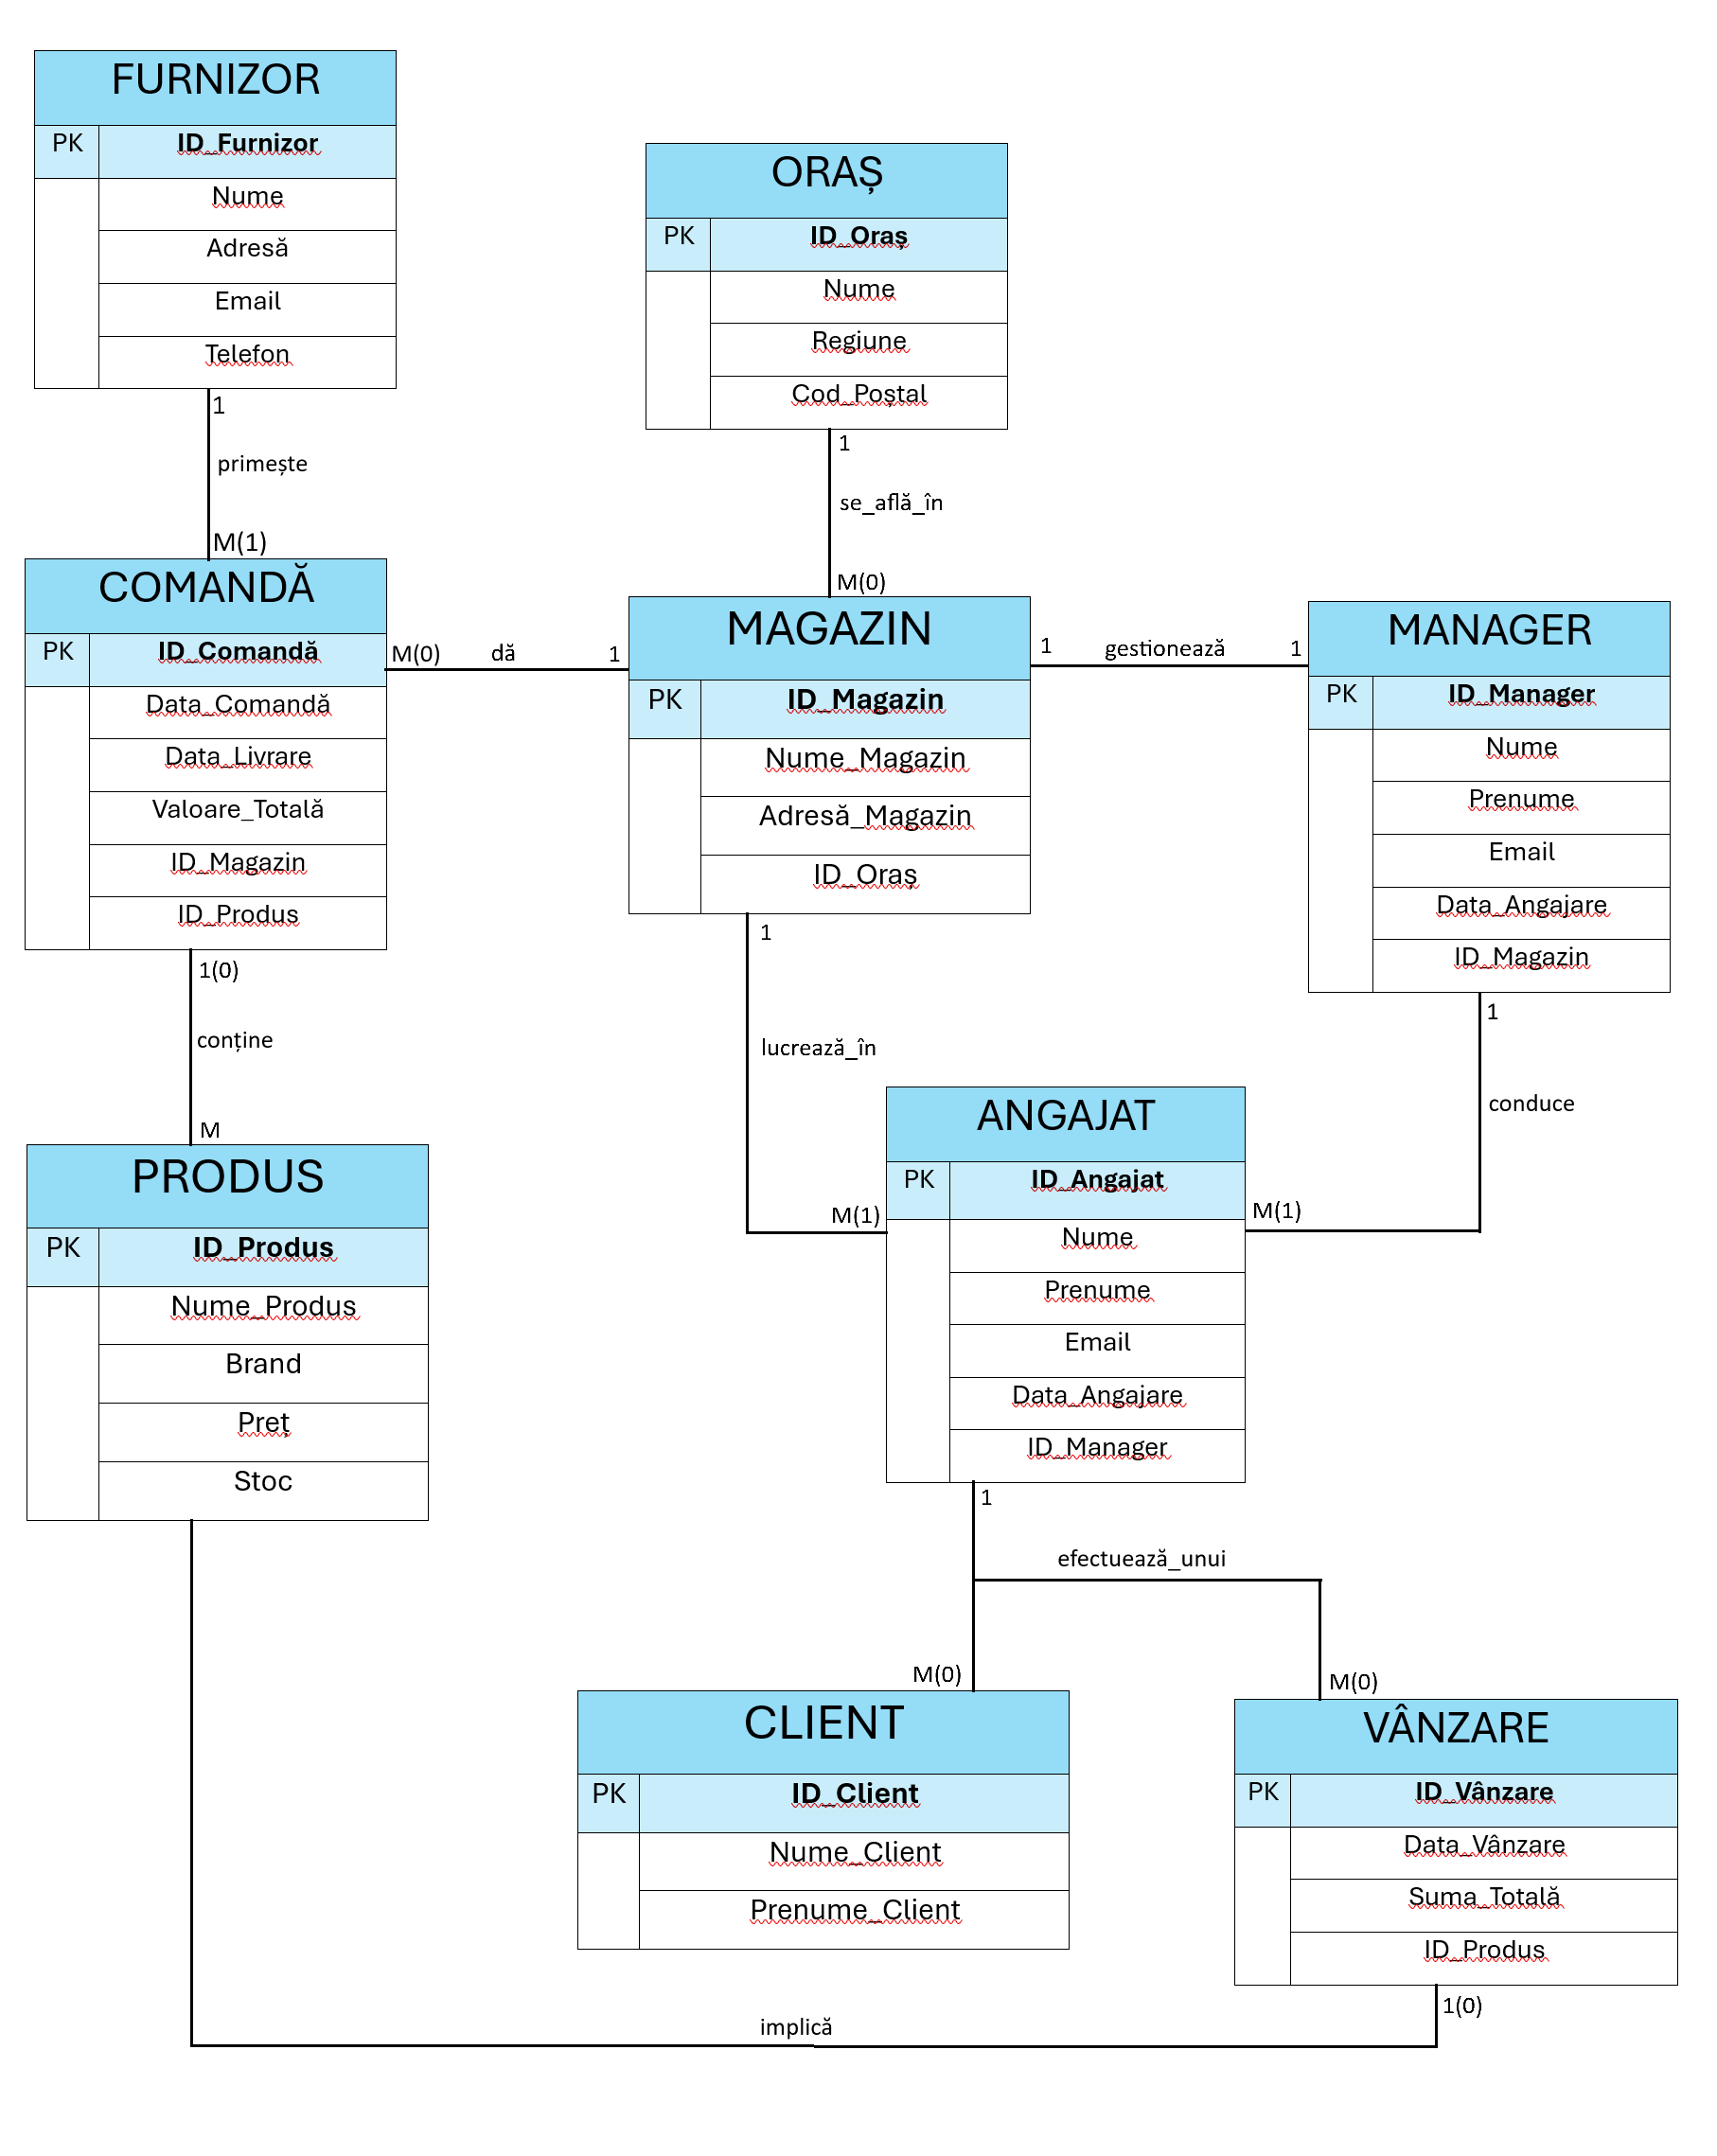 FURNIZOR
PK ID_Furnizor
Nume
Adresă
Email
Telefon
1
primește
M(1)
ORAȘ
PK ID_Oraș
Nume
Regiune
Cod_Poștal
1
se_află_în
M(0)
COMANDĂ
PK ID_Comandă
Data_Comandă
Data_Livrare
Valoare_Totală
ID_Magazin
ID_Produs
M(0) dă 1
MAGAZIN
PK ID_Magazin
Nume_Magazin
Adresă_Magazin
ID_Oraș
1 gestionează 1
MANAGER
PK ID_Manager
Nume
Prenume
Email
Data_Angajare
ID_Magazin
1(0)
conține
M
1
lucrează_în
M(1)
1
conduce
M(1)
PRODUS
PK ID_Produs
Nume_Produs
Brand
Preț
Stoc
ANGAJAT
PK ID_Angajat
Nume
Prenume
Email
Data_Angajare
ID_Manager
1
efectuează_unui
M(0)
M(0)
CLIENT
PK ID_Client
Nume_Client
Prenume_Client
VÂNZARE
PK ID_Vânzare
Data_Vânzare
Suma_Totală
ID_Produs
1(0)
implică